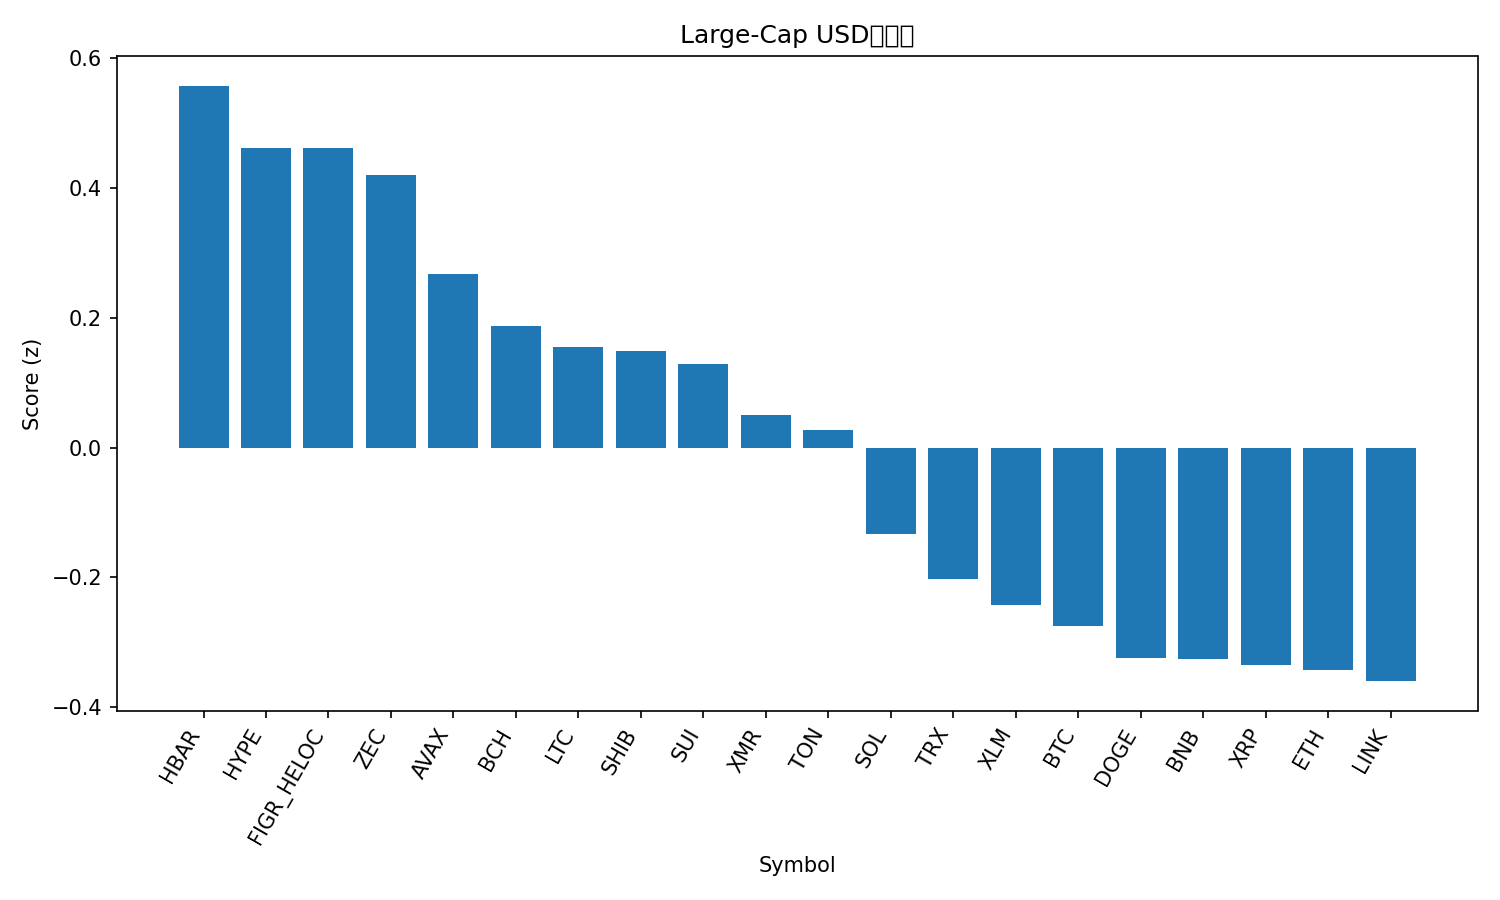 Large-Cap USD
Score (z)
0.6
0.4
0.2
0.0
−0.2
−0.4
HBAR
HYPE
FIGR_HELOC
ZEC
AVAX
BCH
LTC
SHIB
SUI
XMR
TON
SOL
TRX
XLM
BTC
DOGE
BNB
XRP
ETH
LINK
Symbol